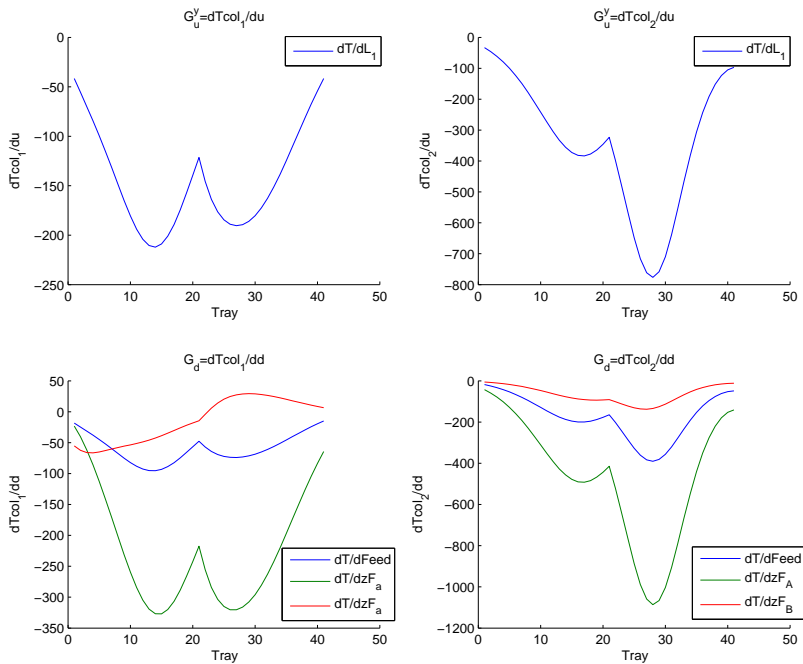 G_u^y=dTcol_1/du
dTcol_1/du
0
−50
−100
−150
−200
−250
0 10 20 30 40 50
Tray
dT/dL_1
G_u^y=dTcol_2/du
dTcol_2/du
0
−100
−200
−300
−400
−500
−600
−700
−800
0 10 20 30 40 50
Tray
dT/dL_1
G_d=dTcol_1/dd
dTcol_1/dd
50
0
−50
−100
−150
−200
−250
−300
−350
0 10 20 30 40 50
Tray
dT/dFeed
dT/dzF_a
dT/dzF_a
G_d=dTcol_2/dd
dTcol_2/dd
0
−200
−400
−600
−800
−1000
−1200
0 10 20 30 40 50
Tray
dT/dFeed
dT/dzF_A
dT/dzF_B